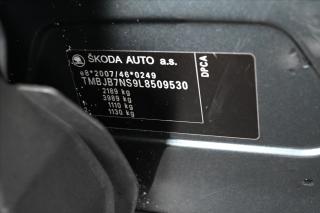 ŠKODA AUTO a.s.
e8*2007/46*0249
TMBJB7NS9L8509530
2189 kg
3989 kg
1110 kg
1130 kg
DPCA